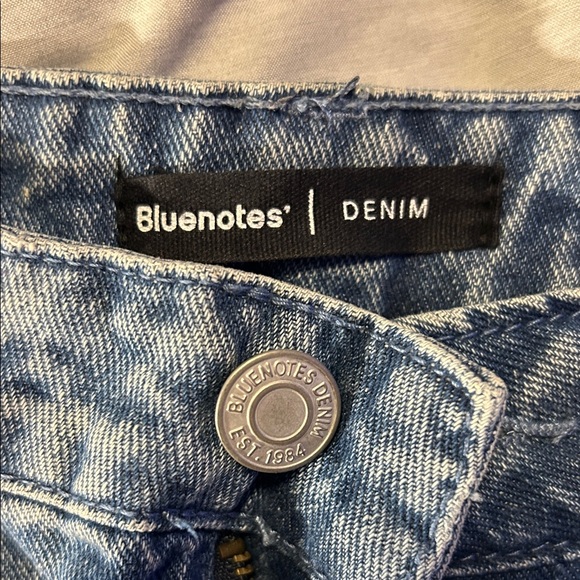 Bluenotes' | DENIM
BLUENOTES DENIM
EST. 1984